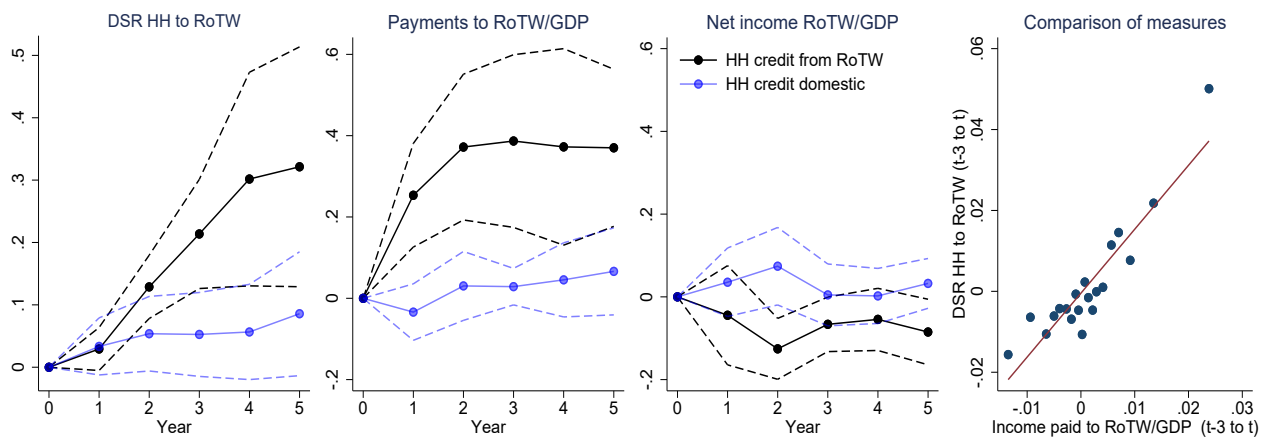 DSR HH to RoTW
Payments to RoTW/GDP
Net income RoTW/GDP
Comparison of measures
.5
.4
.3
.2
.1
0
0 1 2 3 4 5
Year
.6
.4
.2
0
-.2
0 1 2 3 4 5
Year
.6
.4
.2
0
-.2
HH credit from RoTW
HH credit domestic
0 1 2 3 4 5
Year
DSR HH to RoTW (t-3 to t)
.06
.04
.02
0
-.02
-.01 0 .01 .02 .03
Income paid to RoTW/GDP (t-3 to t)